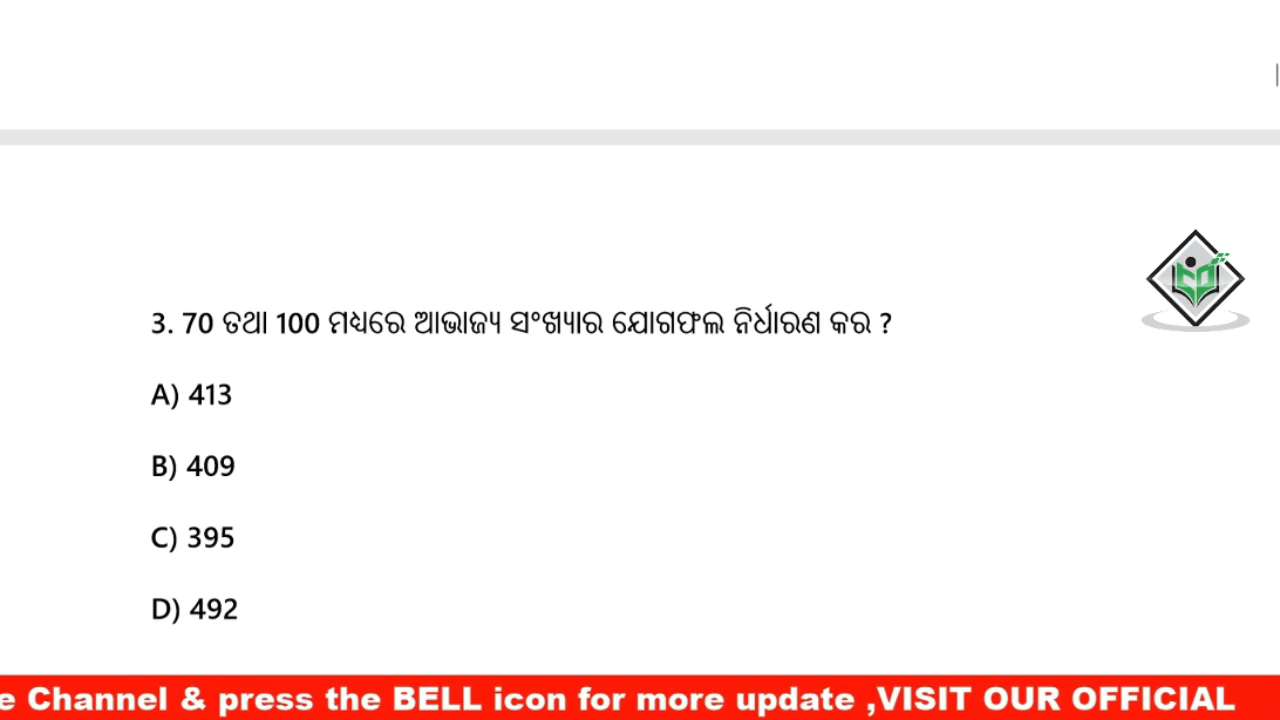 3. 70 ତଥା 100 ମଧ୍ୟରେ ଆଭାଜ୍ୟ ସଂଖ୍ୟାର ଯୋଗଫଲ ନିର୍ଧାରଣ କର ?
A) 413
B) 409
C) 395
D) 492
e Channel & press the BELL icon for more update ,VISIT OUR OFFICIAL